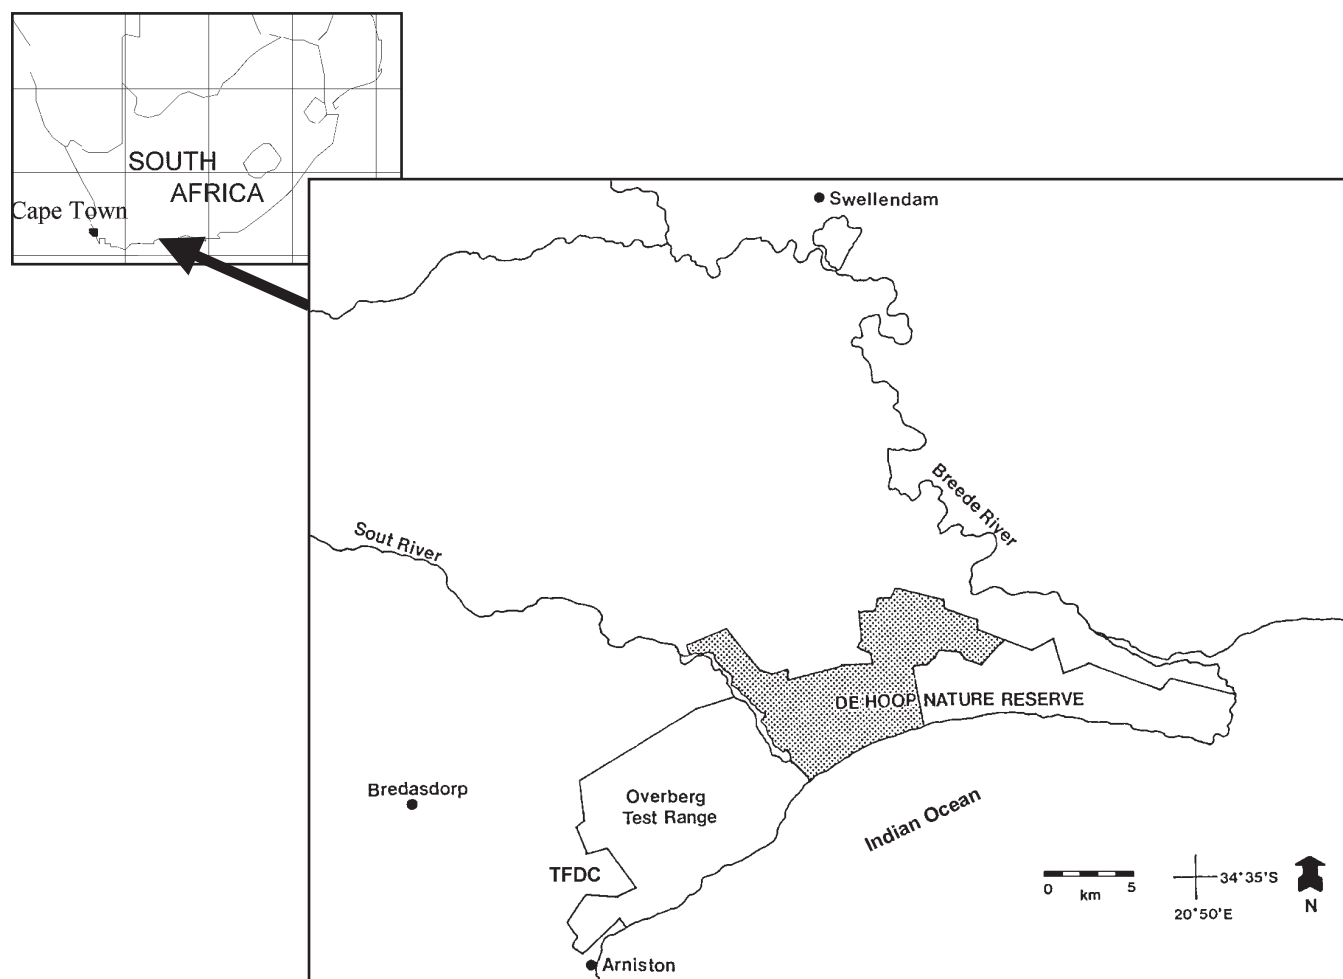 SOUTH
AFRICA
Cape Town
Swellendam
Breede River
Sout River
DE HOOP NATURE RESERVE
Bredasdorp
Overberg
Test Range
Indian Ocean
TFDC
0 km 5
34°35'S
20°50'E
N
Arniston